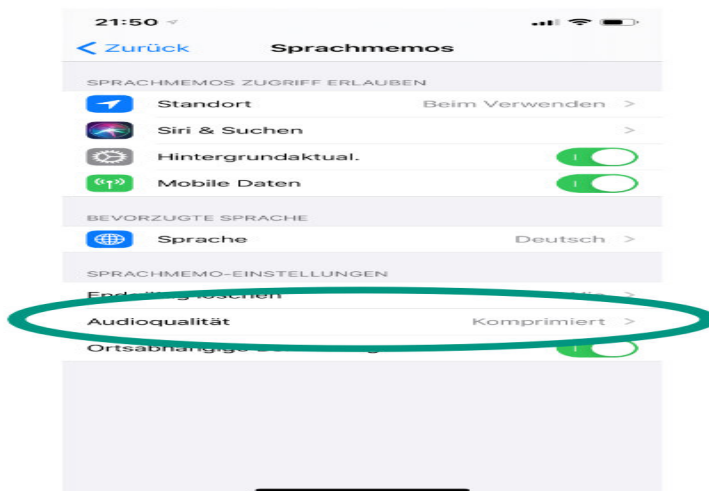 21:50
Zurück Sprachmemos
SPRACHMEMOS ZUGRIFF ERLAUBEN
Standort Beim Verwenden
Siri & Suchen
Hintergrundaktual.
Mobile Daten
BEVORZUGTE SPRACHE
Sprache Deutsch
SPRACHMEMO-EINSTELLUNGEN
Audioqualität Komprimiert